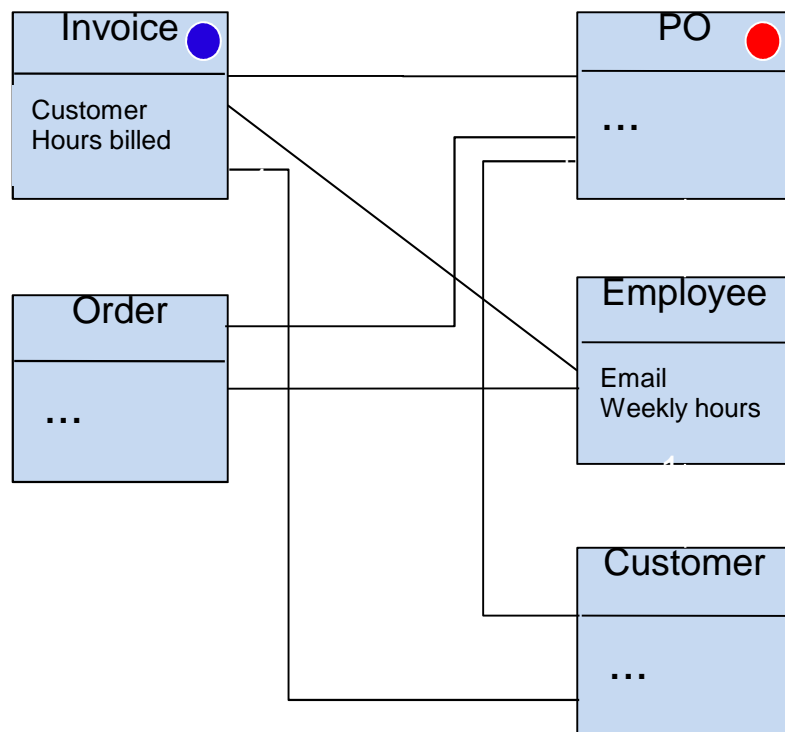 Invoice
Customer
Hours billed
PO
...
Order
...
Employee
Email
Weekly hours
Customer
...